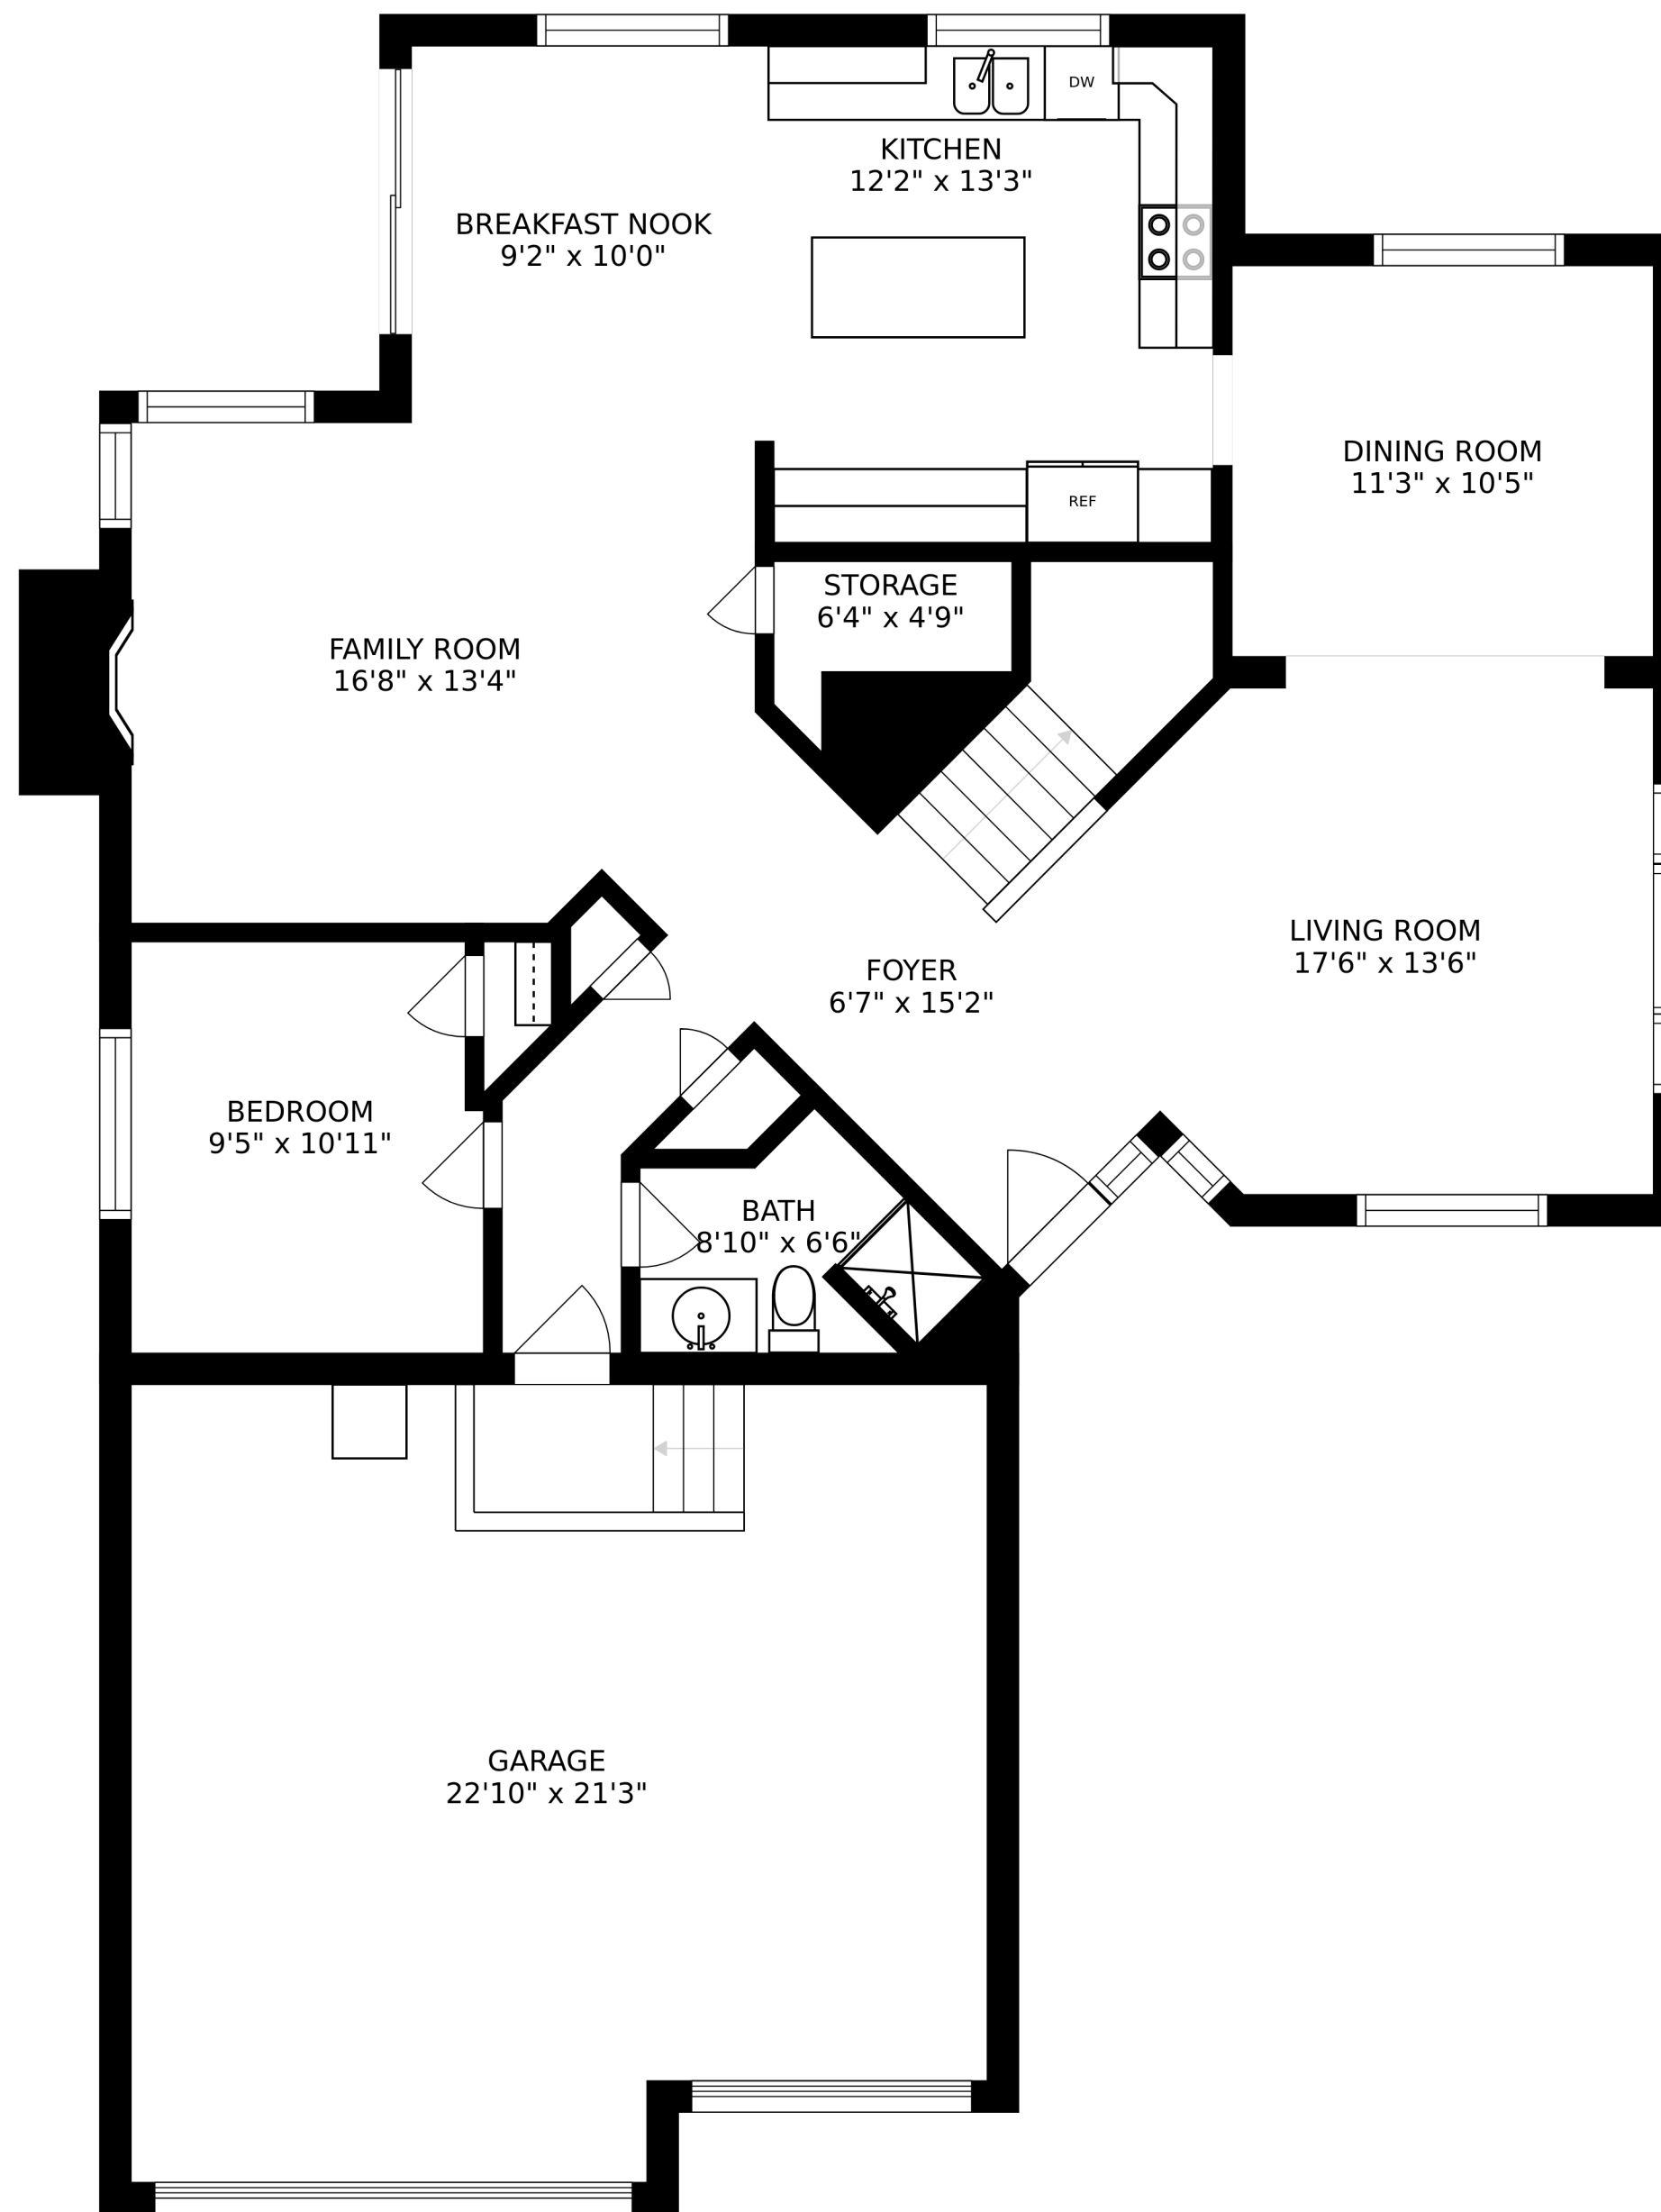 DW
KITCHEN
12'2" x 13'3"
BREAKFAST NOOK
9'2" x 10'0"
DINING ROOM
11'3" x 10'5"
REF
STORAGE
6'4" x 4'9"
FAMILY ROOM
16'8" x 13'4"
LIVING ROOM
17'6" x 13'6"
FOYER
6'7" x 15'2"
BEDROOM
9'5" x 10'11"
BATH
8'10" x 6'6"
GARAGE
22'10" x 21'3"